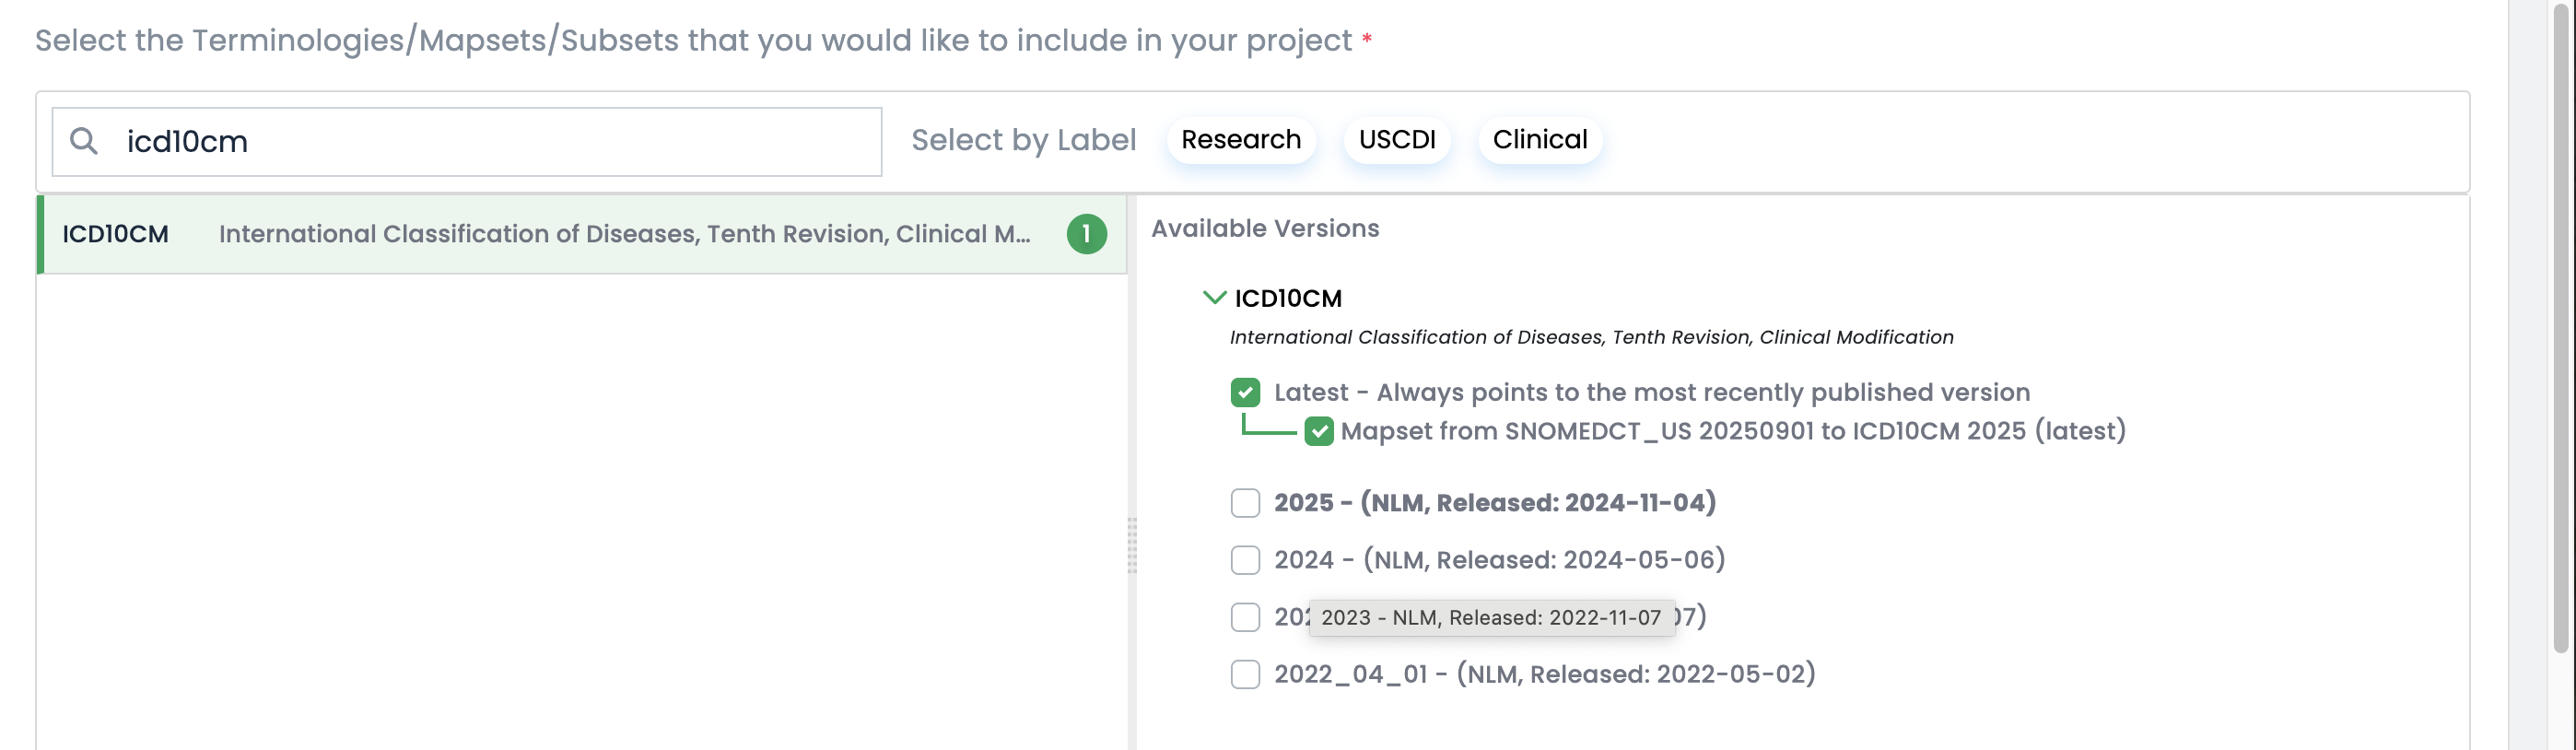 Select the Terminologies/Mapsets/Subsets that you would like to include in your project *
icd10cm
Select by Label Research USCDI Clinical
ICD10CM International Classification of Diseases, Tenth Revision, Clinical M... 1
Available Versions
ICD10CM
International Classification of Diseases, Tenth Revision, Clinical Modification
Latest - Always points to the most recently published version
Mapset from SNOMEDCT_US 20250901 to ICD10CM 2025 (latest)
2025 - (NLM, Released: 2024-11-04)
2024 - (NLM, Released: 2024-05-06)
2023 - NLM, Released: 2022-11-07
2022_04_01 - (NLM, Released: 2022-05-02)